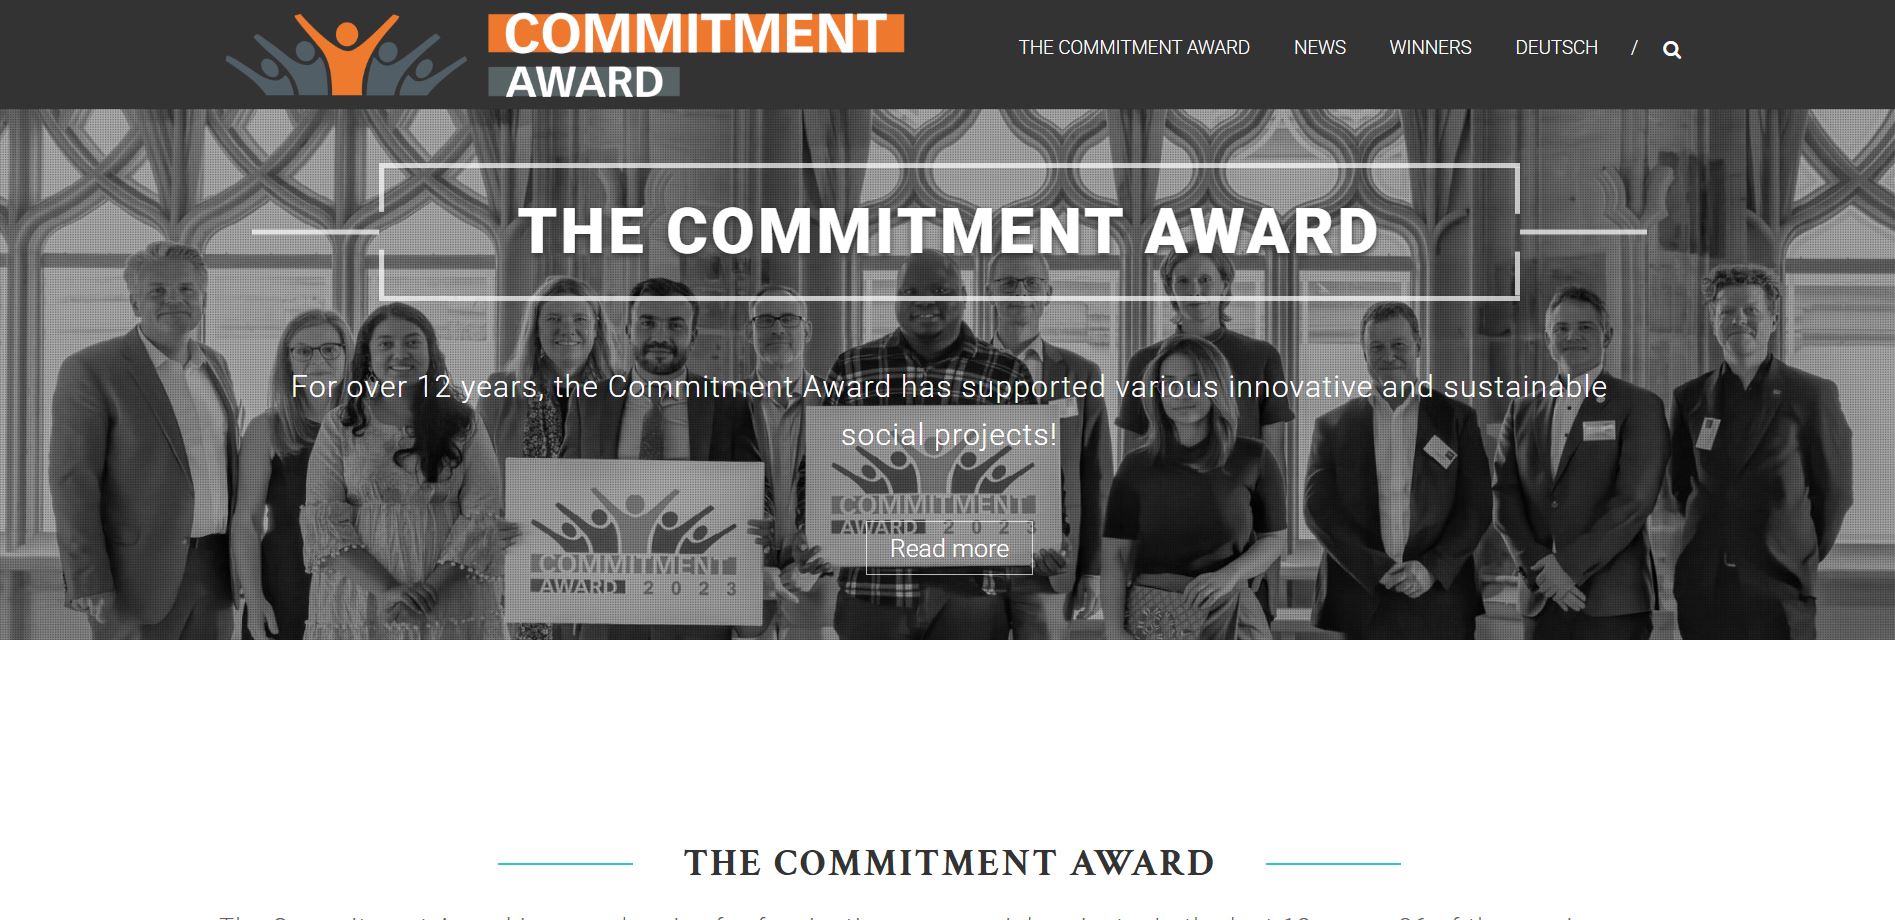 COMMITMENT
AWARD
THE COMMITMENT AWARD NEWS WINNERS DEUTSCH /
THE COMMITMENT AWARD
For over 12 years, the Commitment Award has supported various innovative and sustainable
social projects!
COMMITMENT
AWARD 2023
COMMITMENT
AWARD 2023
Read more
THE COMMITMENT AWARD